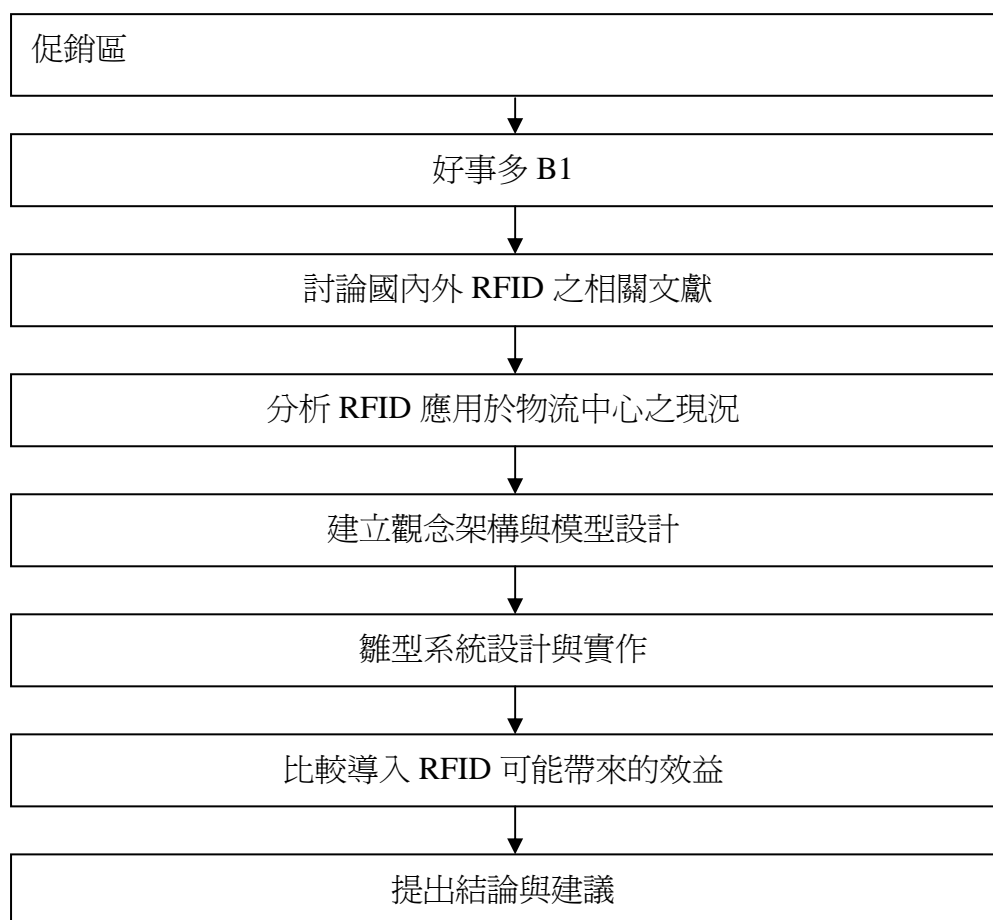 促銷區
好事多 B1
討論國內外 RFID 之相關文獻
分析 RFID 應用於物流中心之現況
建立觀念架構與模型設計
雛型系統設計與實作
比較導入 RFID 可能帶來的效益
提出結論與建議